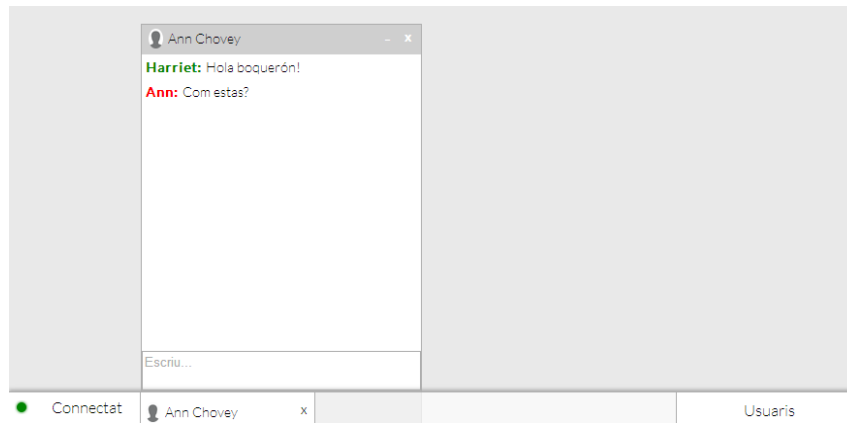 Ann Chovey - x
Harriet: Hola boquerón!
Ann: Com estas?
Escriu...
Connectat Ann Chovey x Usuaris